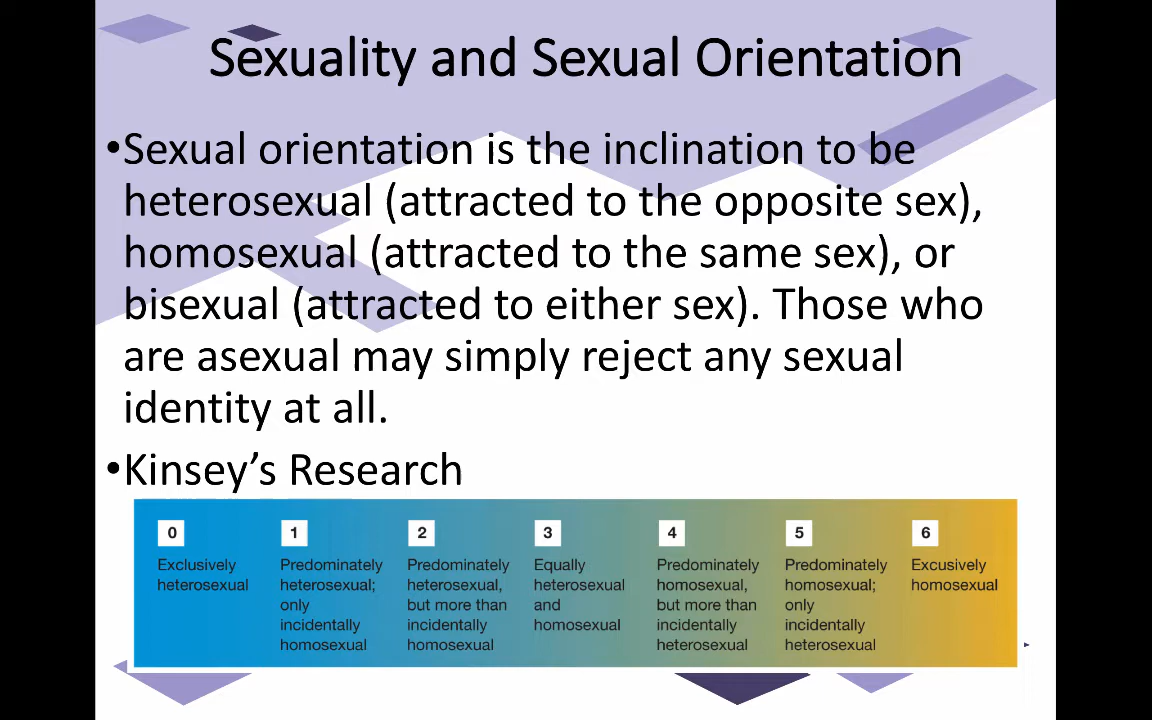 Sexuality and Sexual Orientation
•Sexual orientation is the inclination to be
heterosexual (attracted to the opposite sex),
homosexual (attracted to the same sex), or
bisexual (attracted to either sex). Those who
are asexual may simply reject any sexual
identity at all.
•Kinsey’s Research
0
Exclusively
heterosexual
1
Predominately
heterosexual;
only
incidentally
homosexual
2
Predominately
heterosexual,
but more than
incidentally
homosexual
3
Equally
heterosexual
and
homosexual
4
Predominately
homosexual,
but more than
incidentally
heterosexual
5
Predominately
homosexual;
only
incidentally
heterosexual
6
Excusively
homosexual